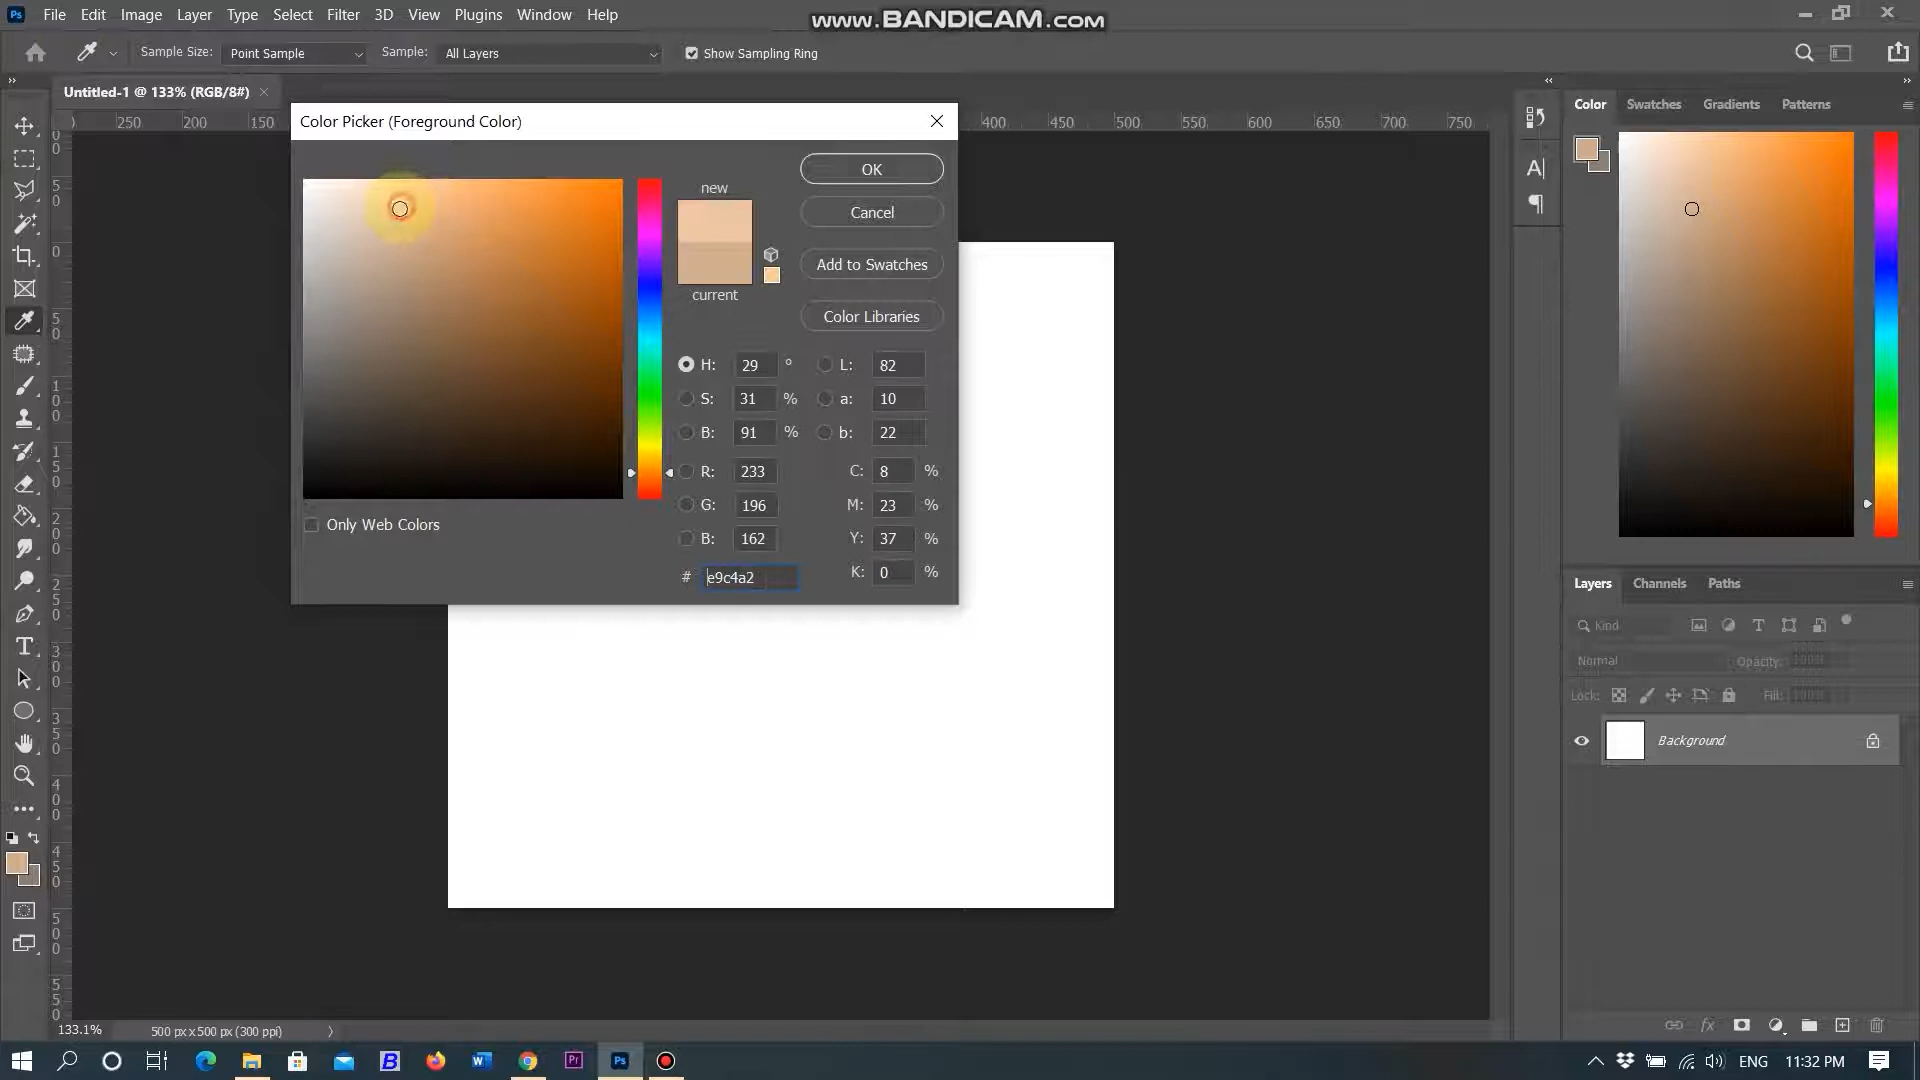 Ps File Edit Image Layer Type Select Filter 3D View Plugins Window Help
www.BANDICAM.com
Sample Size: Point Sample Sample: All Layers Show Sampling Ring
Untitled-1 @ 133% (RGB/8#)
250 200 150 400 450 500 550 600 650 700 750
Color Picker (Foreground Color)
new
current
OK
Cancel
Add to Swatches
Color Libraries
H: 29 ° L: 82
S: 31 % a: 10
B: 91 % b: 22
R: 233 C: 8 %
G: 196 M: 23 %
B: 162 Y: 37 %
# e9c4a2 K: 0 %
Only Web Colors
Color Swatches Gradients Patterns
Layers Channels Paths
Kind
Normal Opacity: 100%
Lock: Fill: 100%
Background
133.1% 500 px x 500 px (300 ppi)
ENG 11:32 PM